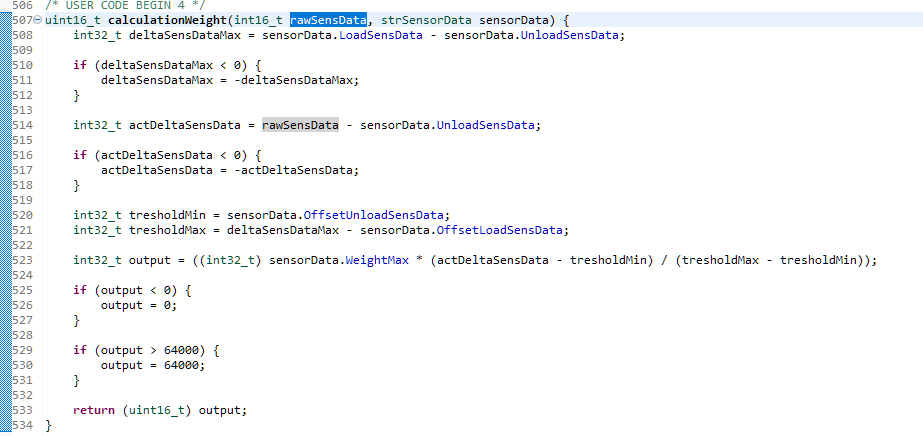 506 /* USER CODE BEGIN 4 */
507 uint16_t calculationWeight(int16_t rawSensData, strSensorData sensorData) {
508     int32_t deltaSensDataMax = sensorData.LoadSensData - sensorData.UnloadSensData;
509
510     if (deltaSensDataMax < 0) {
511         deltaSensDataMax = -deltaSensDataMax;
512     }
513
514     int32_t actDeltaSensData = rawSensData - sensorData.UnloadSensData;
515
516     if (actDeltaSensData < 0) {
517         actDeltaSensData = -actDeltaSensData;
518     }
519
520     int32_t tresholdMin = sensorData.OffsetUnloadSensData;
521     int32_t tresholdMax = deltaSensDataMax - sensorData.OffsetLoadSensData;
522
523     int32_t output = ((int32_t) sensorData.WeightMax * (actDeltaSensData - tresholdMin) / (tresholdMax - tresholdMin));
524
525     if (output < 0) {
526         output = 0;
527     }
528
529     if (output > 64000) {
530         output = 64000;
531     }
532
533     return (uint16_t) output;
534 }